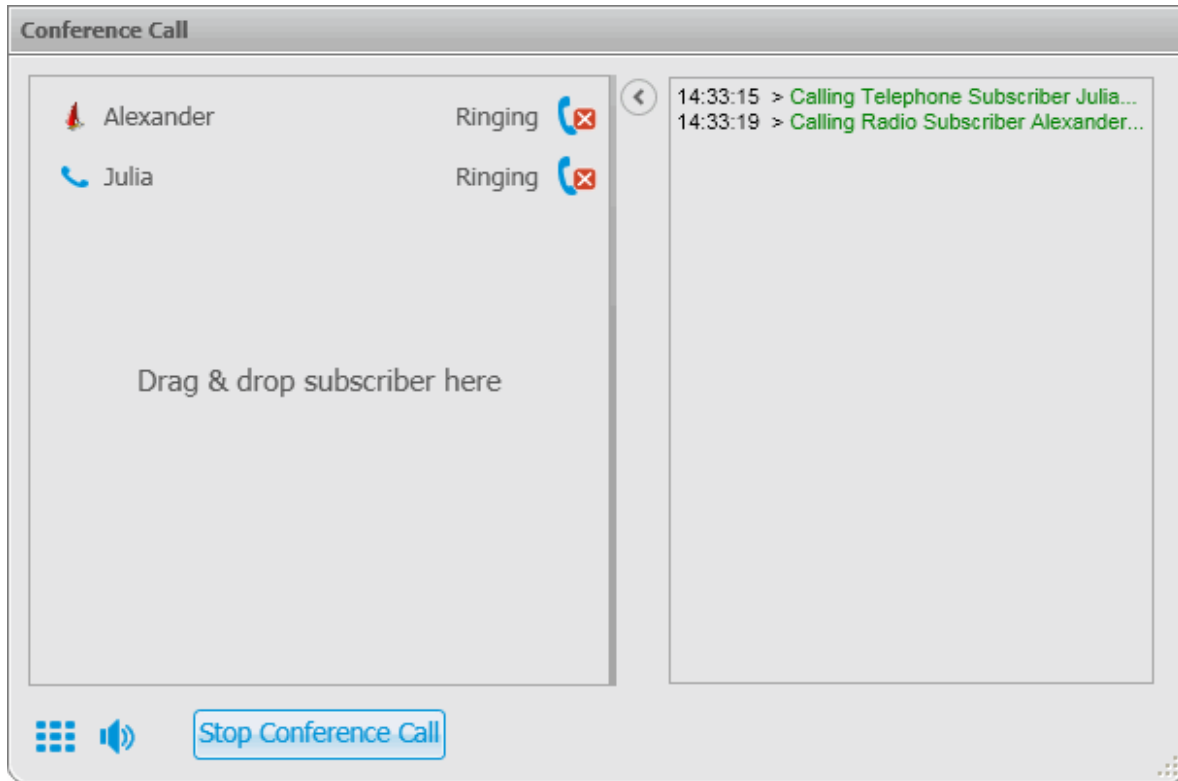 Conference Call
Alexander Ringing
Julia Ringing
Drag & drop subscriber here
14:33:15 > Calling Telephone Subscriber Julia...
14:33:19 > Calling Radio Subscriber Alexander...
Stop Conference Call